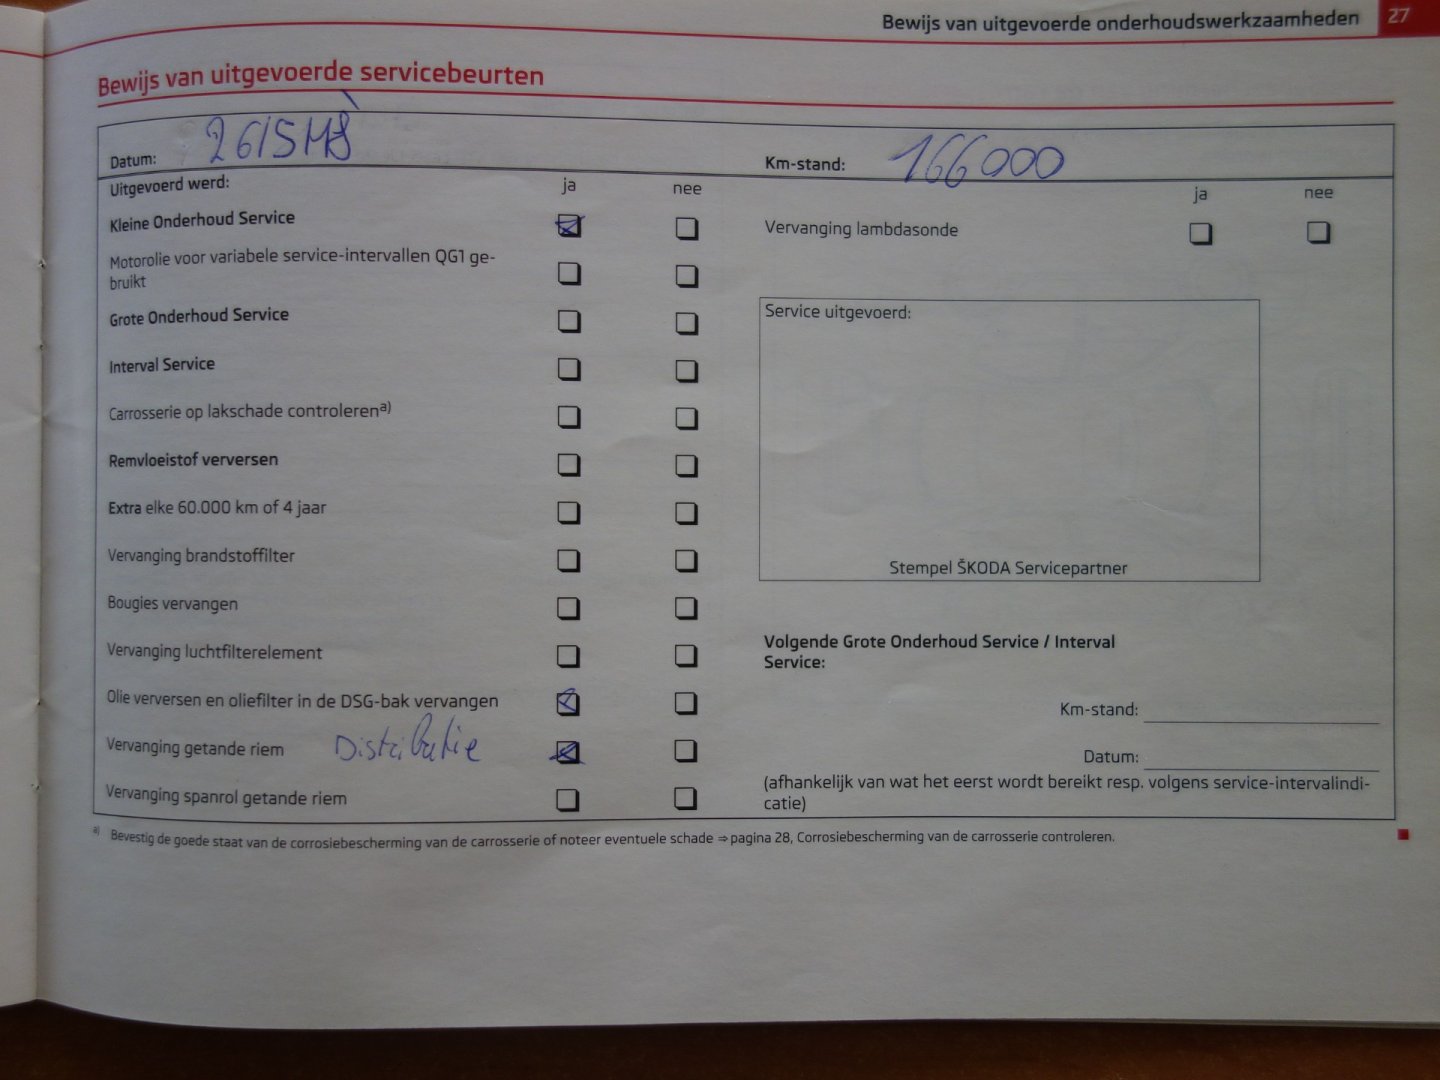 Bewijs van uitgevoerde onderhoudswerkzaamheden 27
Bewijs van uitgevoerde servicebeurten
Datum:
Km-stand: 166000
Uitgevoerd werd:
ja nee
ja nee
Kleine Onderhoud Service
Vervanging lambdasonde
Motorolie voor variabele service-intervallen QG1 ge-
bruikt
Grote Onderhoud Service
Interval Service
Carrosserie op lakschade controleren a)
Remvloeistof verversen
Extra elke 60.000 km of 4 jaar
Vervanging brandstoffilter
Bougies vervangen
Vervanging luchtfilterelement
Olie verversen en oliefilter in de DSG-bak vervangen
Vervanging getande riem Distributie
Vervanging spanrol getande riem
Service uitgevoerd:
Stempel ŠKODA Servicepartner
Volgende Grote Onderhoud Service / Interval
Service:
Km-stand:
Datum:
(afhankelijk van wat het eerst wordt bereikt resp. volgens service-intervalindi-
catie)
a) Bevestig de goede staat van de corrosiebescherming van de carrosserie of noteer eventuele schade ⇒ pagina 28, Corrosiebescherming van de carrosserie controleren.